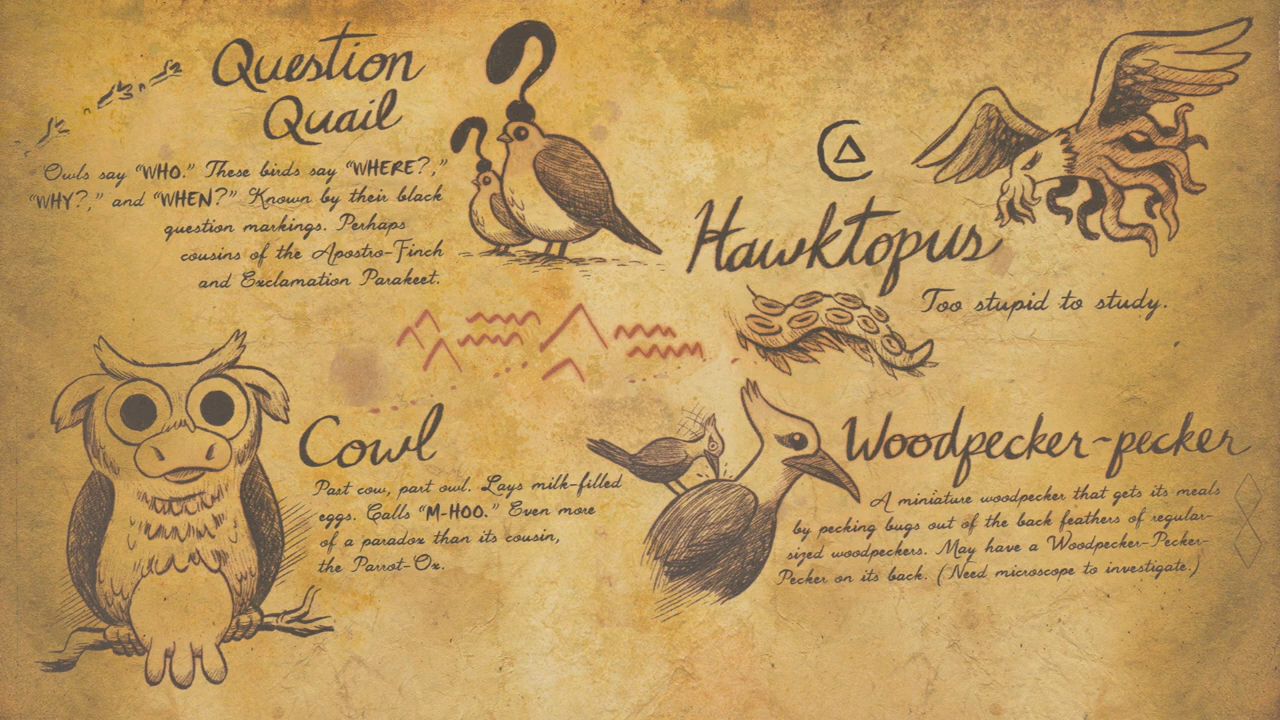 Question
Quail
Owls say "WHO." These birds say "WHERE?,"
"WHY?," and "WHEN?" Known by their black
question markings. Perhaps
cousins of the Apostro-Finch
and Exclamation Parakeet.
Hawktopus
Too stupid to study.
Cowl
Past cow, part owl. Lays milk-filled
eggs. Calls "M-HOO." Even more
of a paradox than its cousin,
the Parrot-Ox.
Woodpecker-pecker
A miniature woodpecker that gets its meals
by pecking bugs out of the back feathers of regular-
sized woodpeckers. May have a Woodpecker-Pecker-
Pecker on its back. (Need microscope to investigate.)